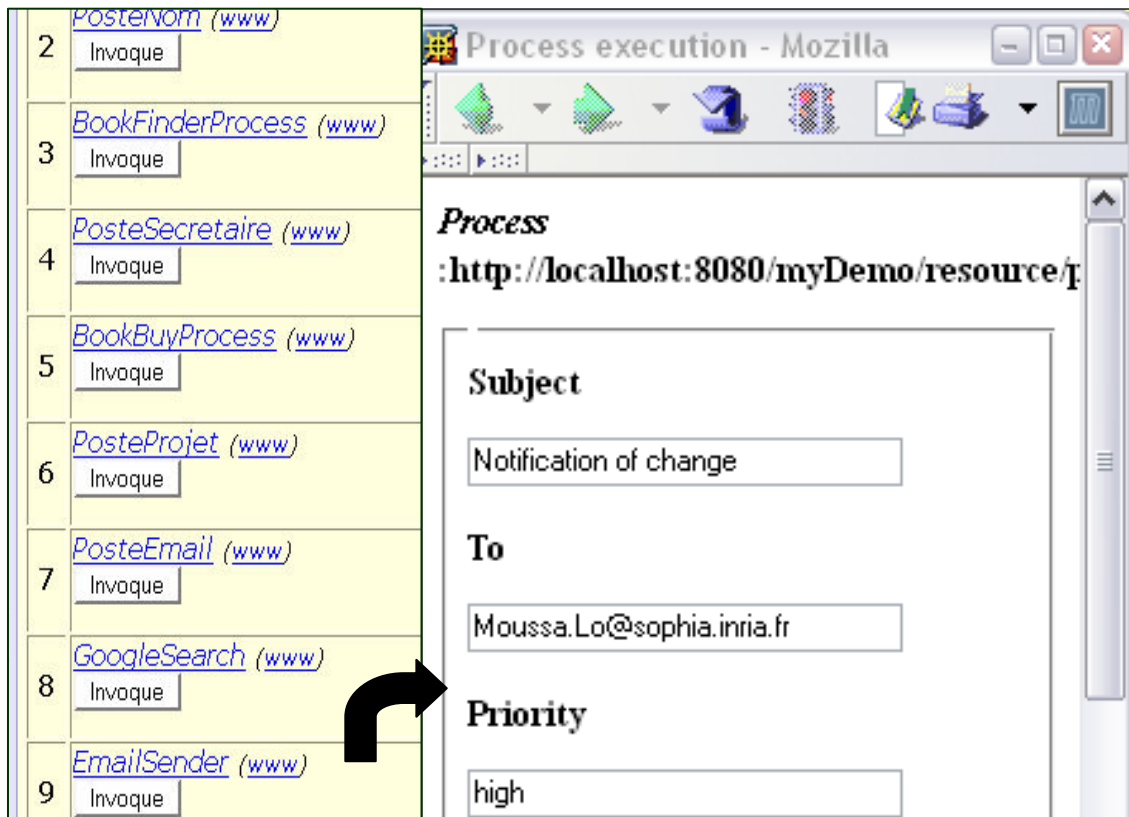 2 PosteNom (www)
Invoque
3 BookFinderProcess (www)
Invoque
4 PosteSecretaire (www)
Invoque
5 BookBuyProcess (www)
Invoque
6 PosteProjet (www)
Invoque
7 PosteEmail (www)
Invoque
8 GoogleSearch (www)
Invoque
9 EmailSender (www)
Invoque
Process execution - Mozilla
Process
:http://localhost:8080/myDemo/resource/p
Subject
Notification of change
To
Moussa.Lo@sophia.inria.fr
Priority
high